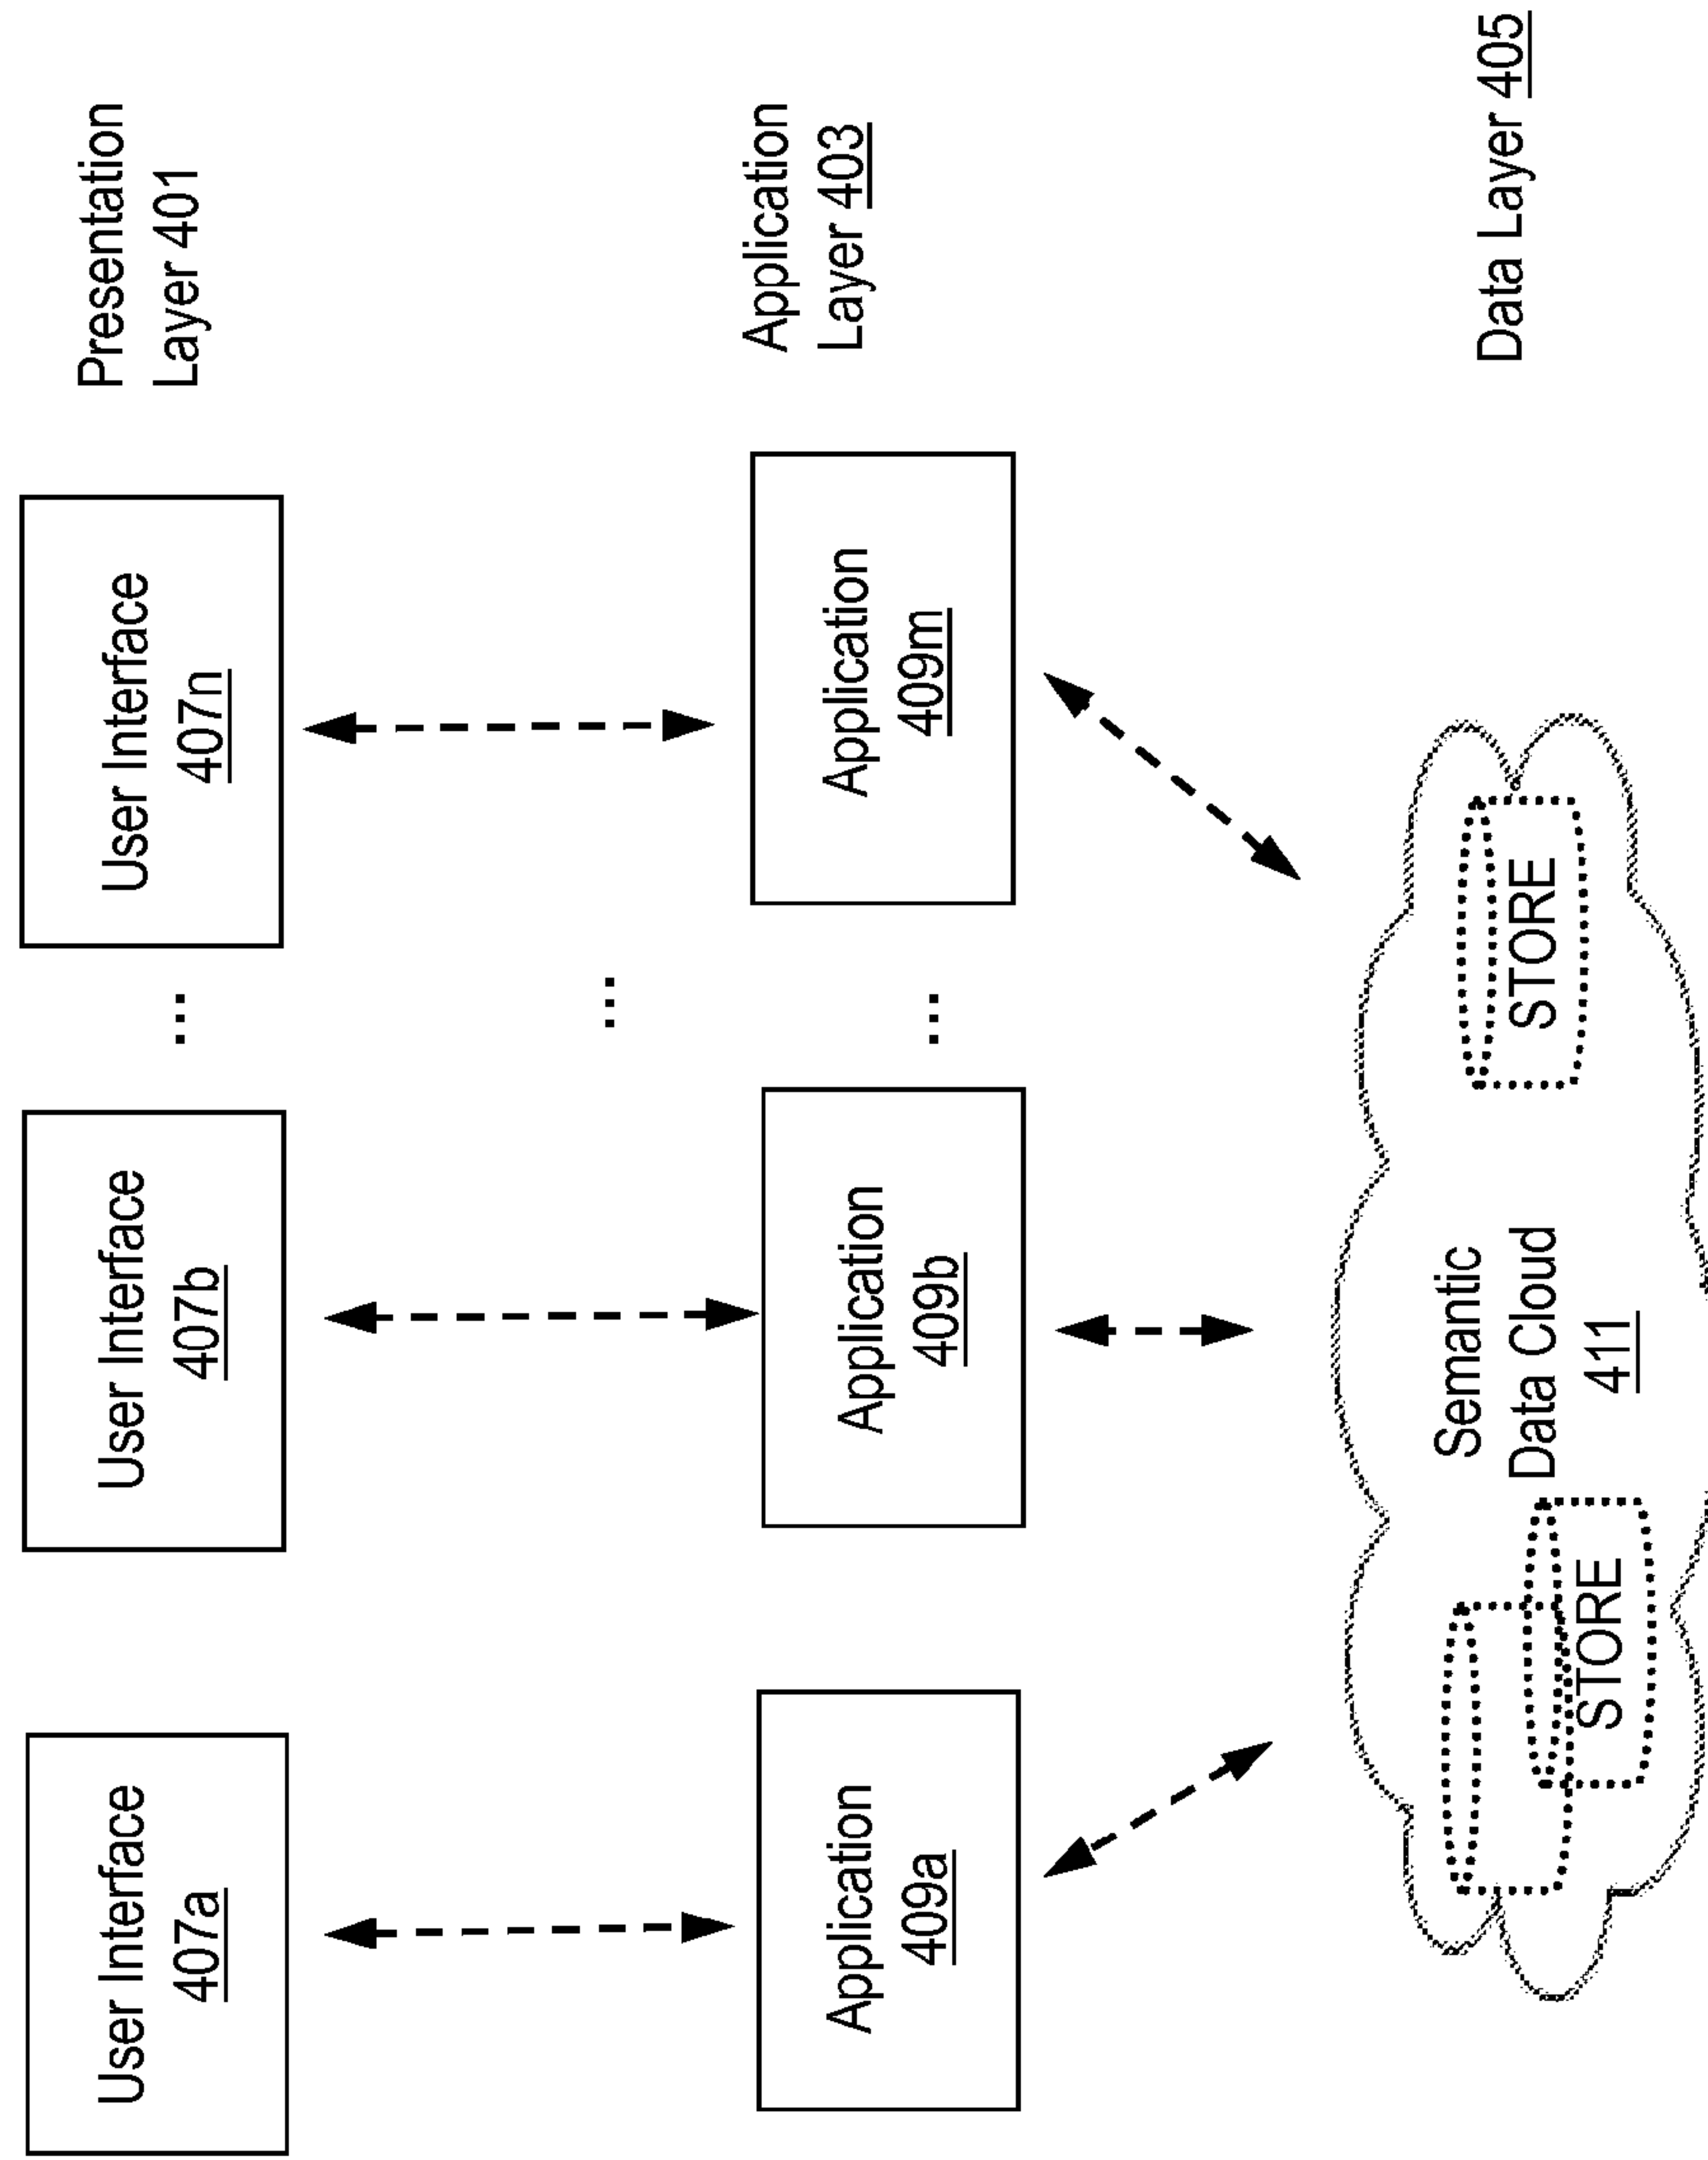 Presentation
Layer 401
User Interface
407a
User Interface
407b
...
User Interface
407n
...
Application
Layer 403
Application
409a
Application
409b
...
Application
409m
Data Layer 405
Semantic
Data Cloud
411
STORE
STORE